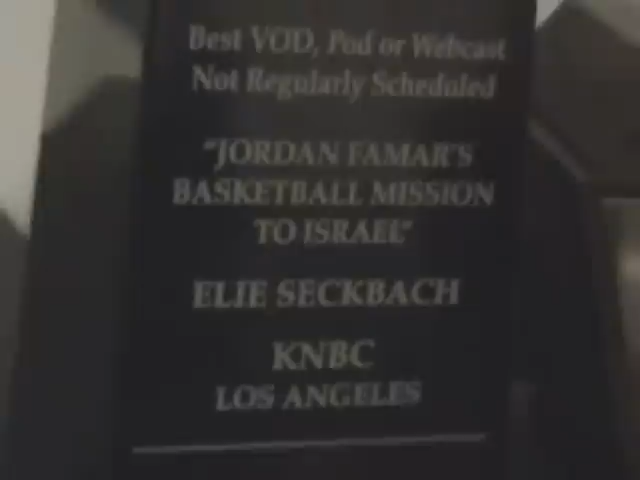 Best VOD, Pod or Webcast
Not Regularly Scheduled
"JORDAN FAMAR'S
BASKETBALL MISSION
TO ISRAEL"
ELIE SECKBACH
KNBC
LOS ANGELES